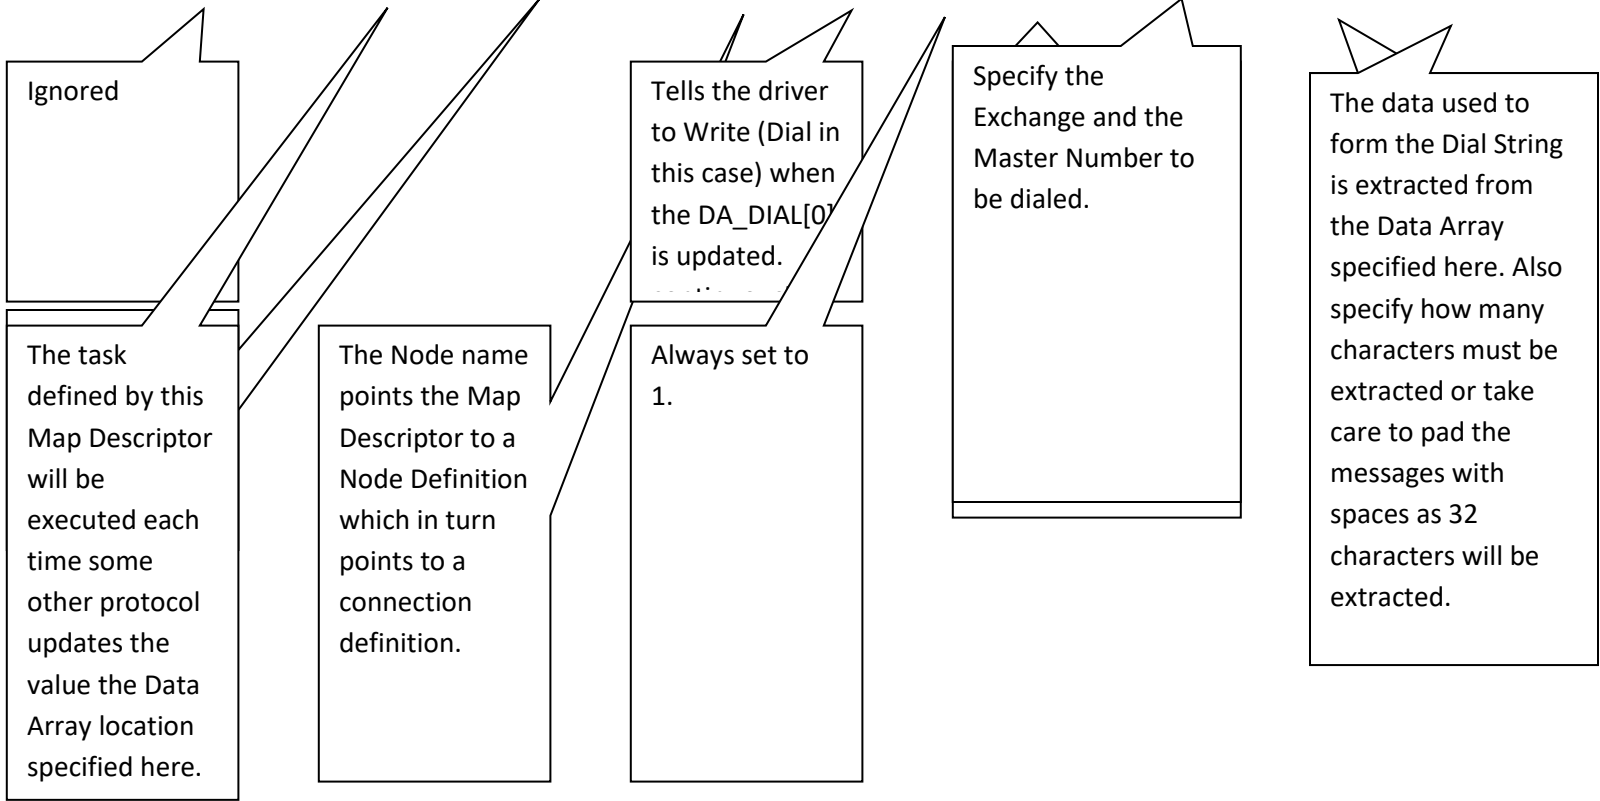 Ignored
The task
defined by this
Map Descriptor
will be
executed each
time some
other protocol
updates the
value the Data
Array location
specified here.
The Node name
points the Map
Descriptor to a
Node Definition
which in turn
points to a
connection
definition.
Tells the driver
to Write (Dial in
this case) when
the DA_DIAL[0]
is updated.
Always set to
1.
Specify the
Exchange and the
Master Number to
be dialed.
The data used to
form the Dial String
is extracted from
the Data Array
specified here. Also
specify how many
characters must be
extracted or take
care to pad the
messages with
spaces as 32
characters will be
extracted.